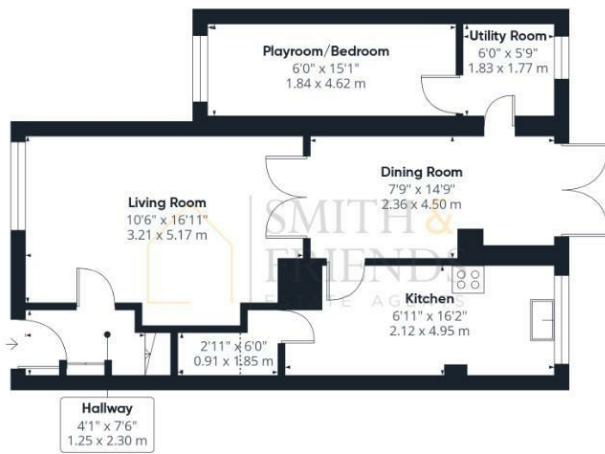 Playroom/Bedroom
6'0" x 15'1"
1.84 x 4.62 m
Utility Room
6'0" x 5'9"
1.83 x 1.77 m
Living Room
10'6" x 16'11"
3.21 x 5.17 m
Dining Room
7'9" x 14'9"
2.36 x 4.50 m
SMITH &
FRIENDS
ESTATE AGENTS
Kitchen
6'11" x 16'2"
2.12 x 4.95 m
2'11" x 6'0"
0.91 x 1.85 m
Hallway
4'1" x 7'6"
1.25 x 2.30 m